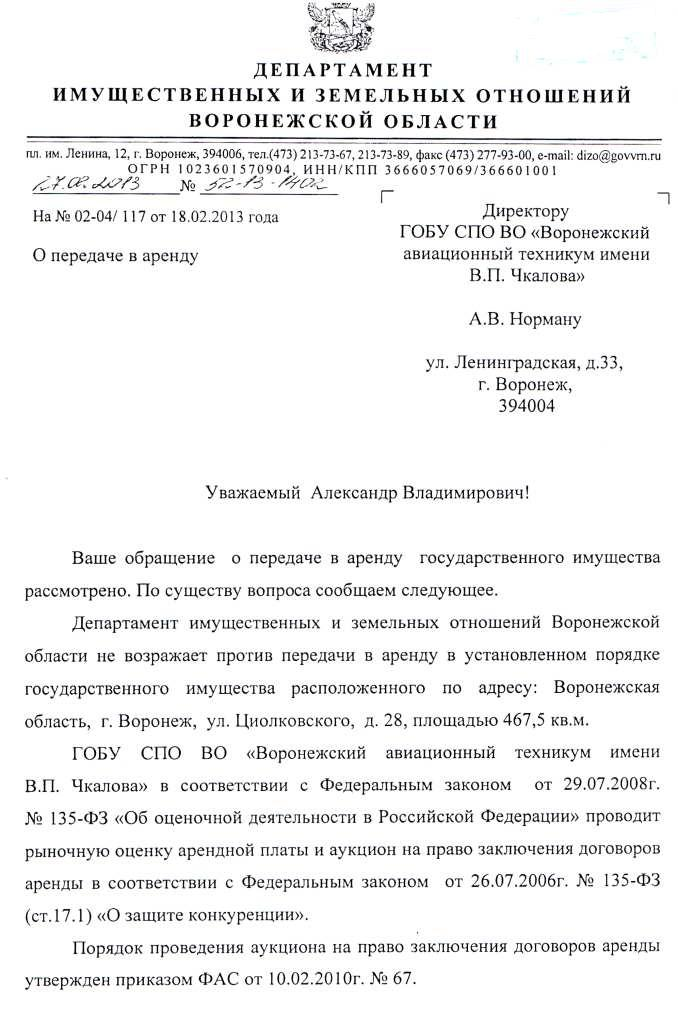 ДЕПАРТАМЕНТ
ИМУЩЕСТВЕННЫХ И ЗЕМЕЛЬНЫХ ОТНОШЕНИЙ
ВОРОНЕЖСКОЙ ОБЛАСТИ
пл. им. Ленина, 12, г. Воронеж, 394006, тел.(473) 213-73-67, 213-73-89, факс (473) 277-93-00, e-mail: dizo@govvrn.ru
ОГРН 1023601570904, ИНН/КПП 3666057069/366601001
27.02.2013 № 52-13-1402
На № 02-04/ 117 от 18.02.2013 года
О передаче в аренду
Директору
ГОБУ СПО ВО «Воронежский
авиационный техникум имени
В.П. Чкалова»
А.В. Норману
ул. Ленинградская, д.33,
г. Воронеж,
394004
Уважаемый Александр Владимирович!
Ваше обращение о передаче в аренду государственного имущества
рассмотрено. По существу вопроса сообщаем следующее.
Департамент имущественных и земельных отношений Воронежской
области не возражает против передачи в аренду в установленном порядке
государственного имущества расположенного по адресу: Воронежская
область, г. Воронеж, ул. Циолковского, д. 28, площадью 467,5 кв.м.
ГОБУ СПО ВО «Воронежский авиационный техникум имени
В.П. Чкалова» в соответствии с Федеральным законом от 29.07.2008г.
№ 135-ФЗ «Об оценочной деятельности в Российской Федерации» проводит
рыночную оценку арендной платы и аукцион на право заключения договоров
аренды в соответствии с Федеральным законом от 26.07.2006г. № 135-ФЗ
(ст.17.1) «О защите конкуренции».
Порядок проведения аукциона на право заключения договоров аренды
утвержден приказом ФАС от 10.02.2010г. № 67.